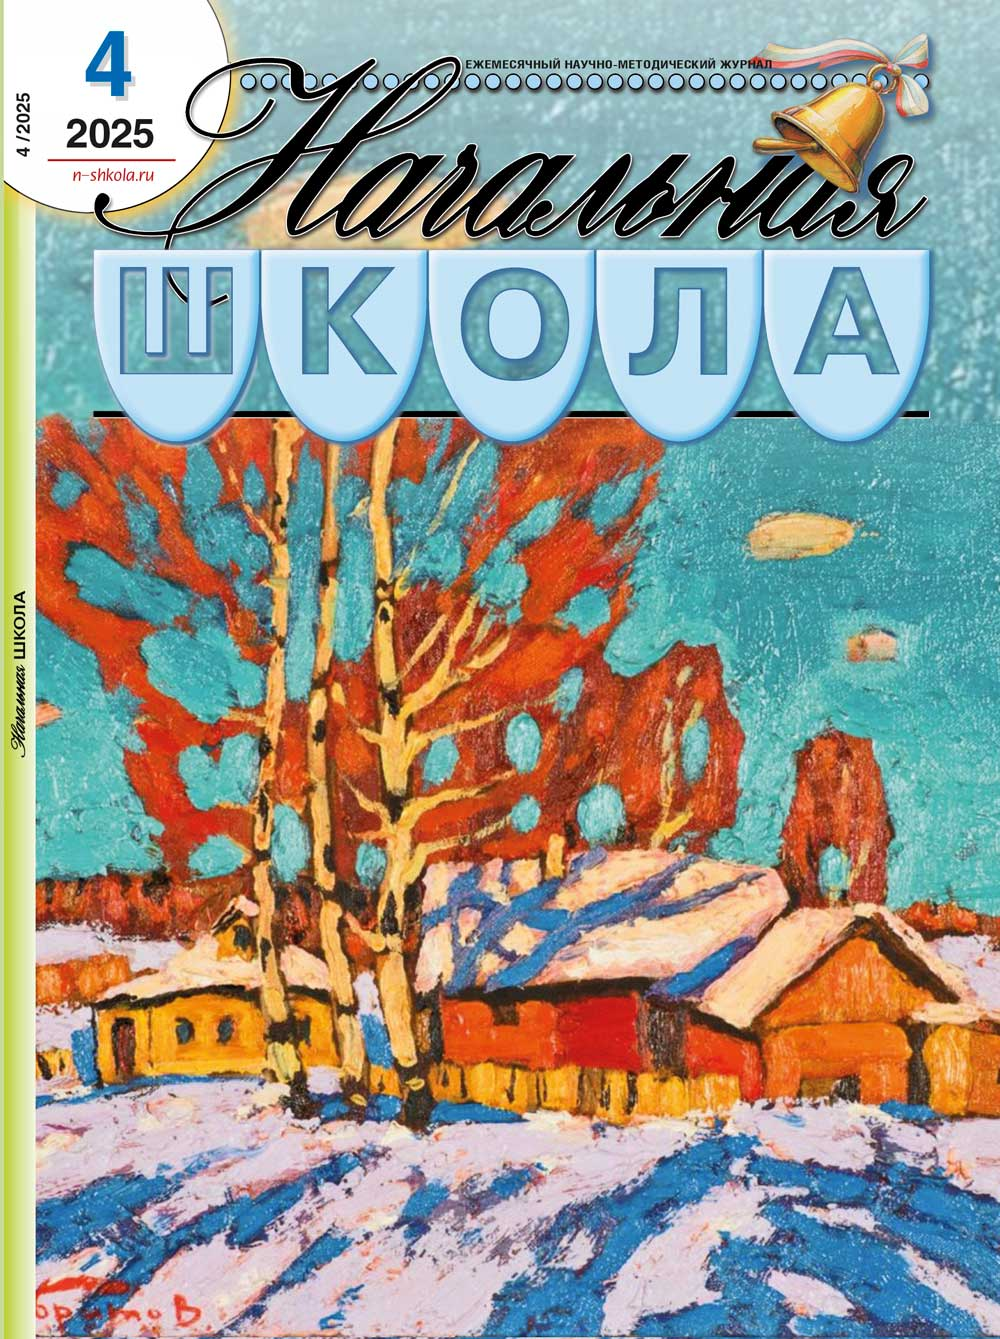 4
2025
n-shkola.ru
ЕЖЕМЕСЯЧНЫЙ НАУЧНО-МЕТОДИЧЕСКИЙ ЖУРНАЛ
Начальная
ШКОЛА
4 / 2025
Начальная ШКОЛА